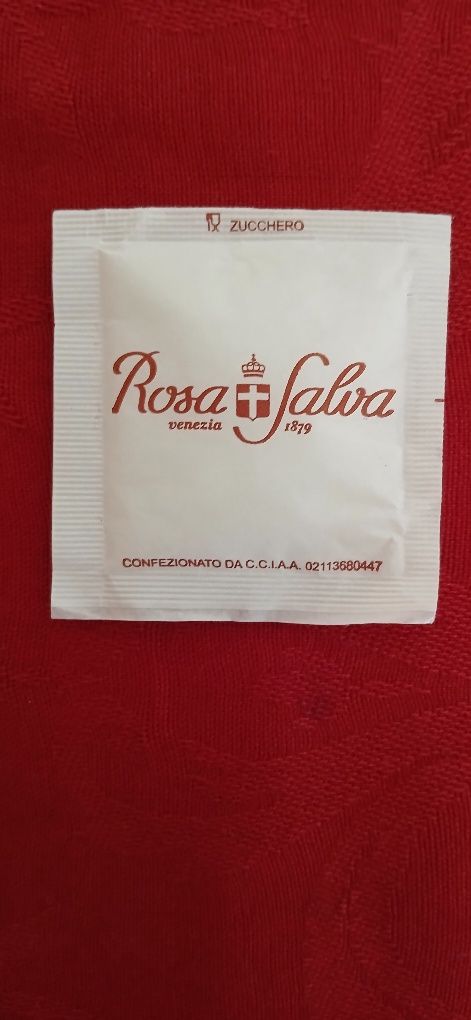 ZUCCHERO
Rosa Salva
venezia 1879
CONFEZIONATO DA C.C.I.A.A. 02113680447